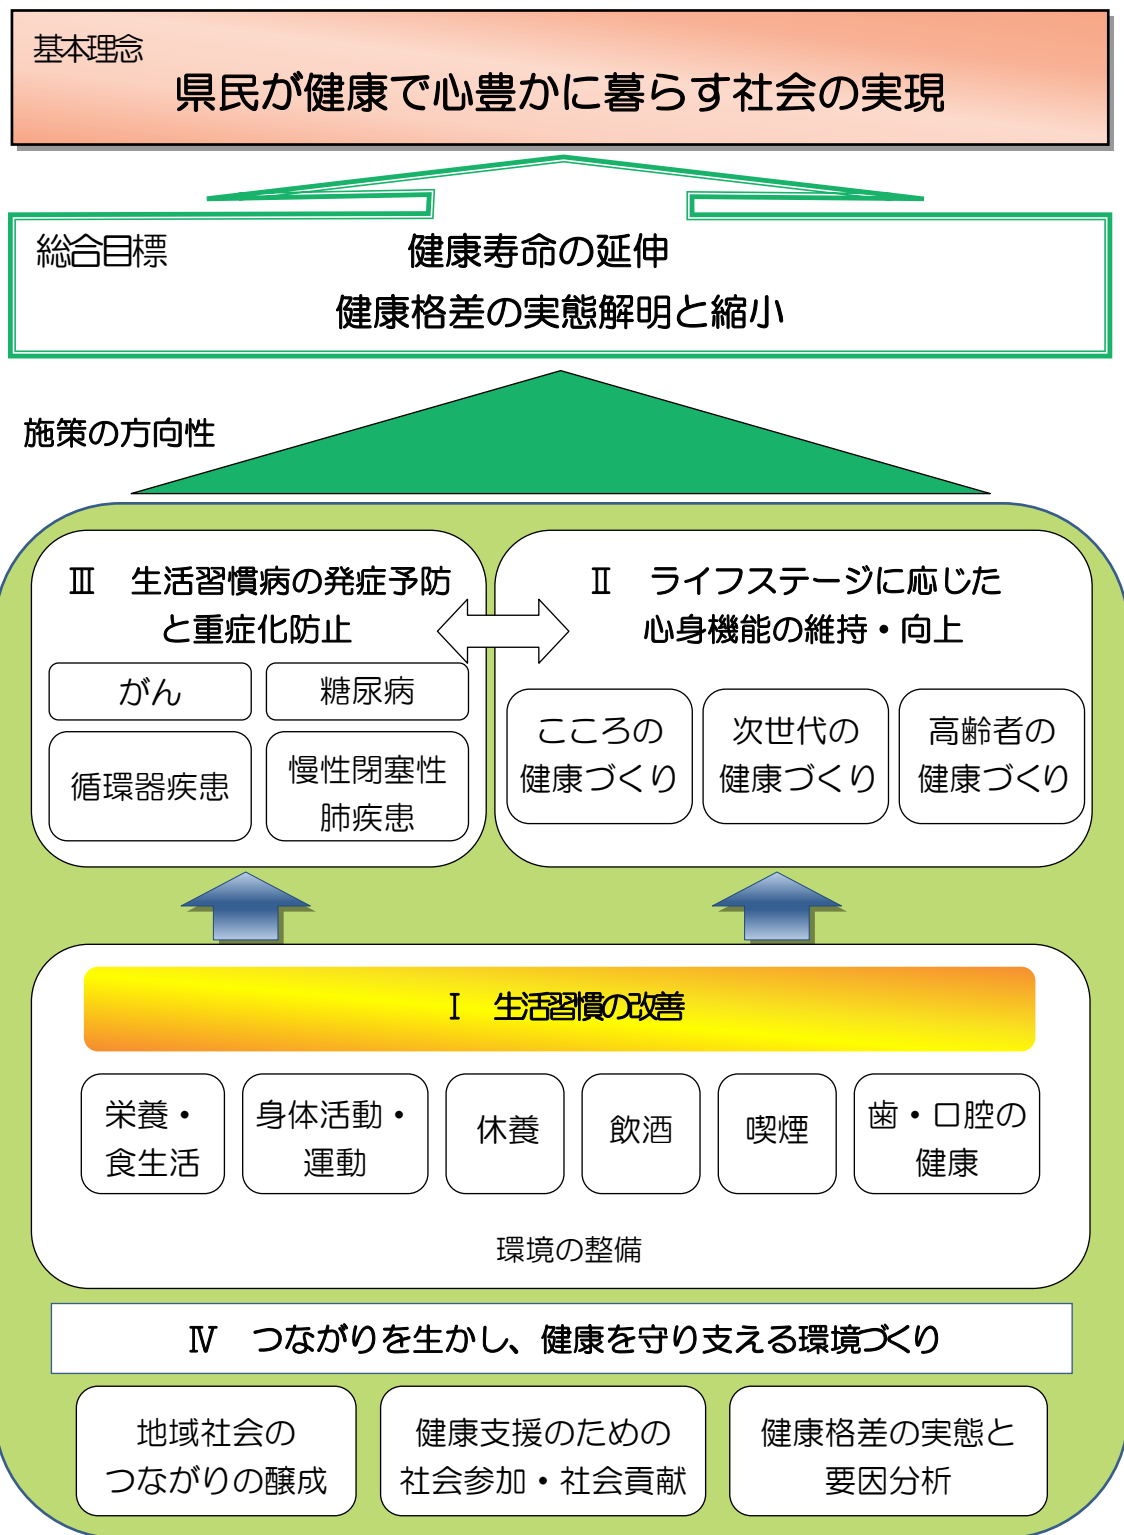 基本理念
県民が健康で心豊かに暮らす社会の実現
総合目標
健康寿命の延伸
健康格差の実態解明と縮小
施策の方向性
Ⅲ 生活習慣病の発症予防
と重症化防止
がん
糖尿病
循環器疾患
慢性閉塞性
肺疾患
Ⅱ ライフステージに応じた
心身機能の維持・向上
こころの
健康づくり
次世代の
健康づくり
高齢者の
健康づくり
Ⅰ 生活習慣の改善
栄養・
食生活
身体活動・
運動
休養
飲酒
喫煙
歯・口腔の
健康
環境の整備
Ⅳ つながりを生かし、健康を守り支える環境づくり
地域社会の
つながりの醸成
健康支援のための
社会参加・社会貢献
健康格差の実態と
要因分析